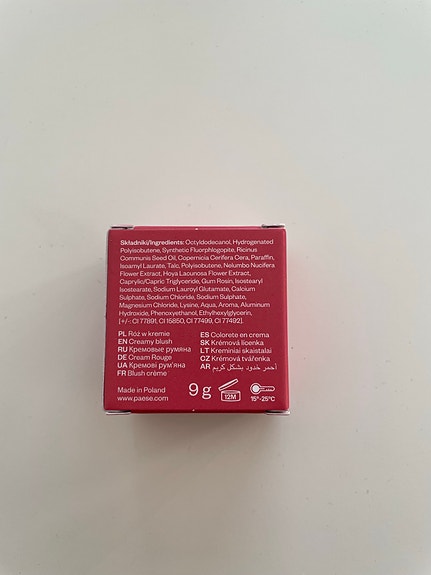 Składniki/Ingredients: Octyldodecanol, Hydrogenated
Polyisobutene, Synthetic Fluorphlogopite, Ricinus
Communis Seed Oil, Copernicia Cerifera Cera, Paraffin,
Isoamyl Laurate, Talc, Polyisobutene, Nelumbo Nucifera
Flower Extract, Hoya Lacunosa Flower Extract,
Caprylic/Capric Triglyceride, Gum Rosin, Isostearyl
Isostearate, Sodium Lauroyl Glutamate, Calcium
Sulphate, Sodium Chloride, Sodium Sulphate,
Magnesium Chloride, Lysine, Aqua, Aroma, Aluminum
Hydroxide, Phenoxyethanol, Ethylhexylglycerin,
[+/-: CI 77891, CI 15850, CI 77499, CI 77492].
PL Róż w kremie
EN Creamy blush
RU Кремовые румяна
DE Cream Rouge
UA Кремові рум'яна
FR Blush crème
ES Colorete en crema
SK Krémová lícenka
LT Kreminiai skaistalai
CZ Krémová tvářenka
AR أحمر خدود بشكل كريم
Made in Poland
www.paese.com
9 g
12M
15°-25°C